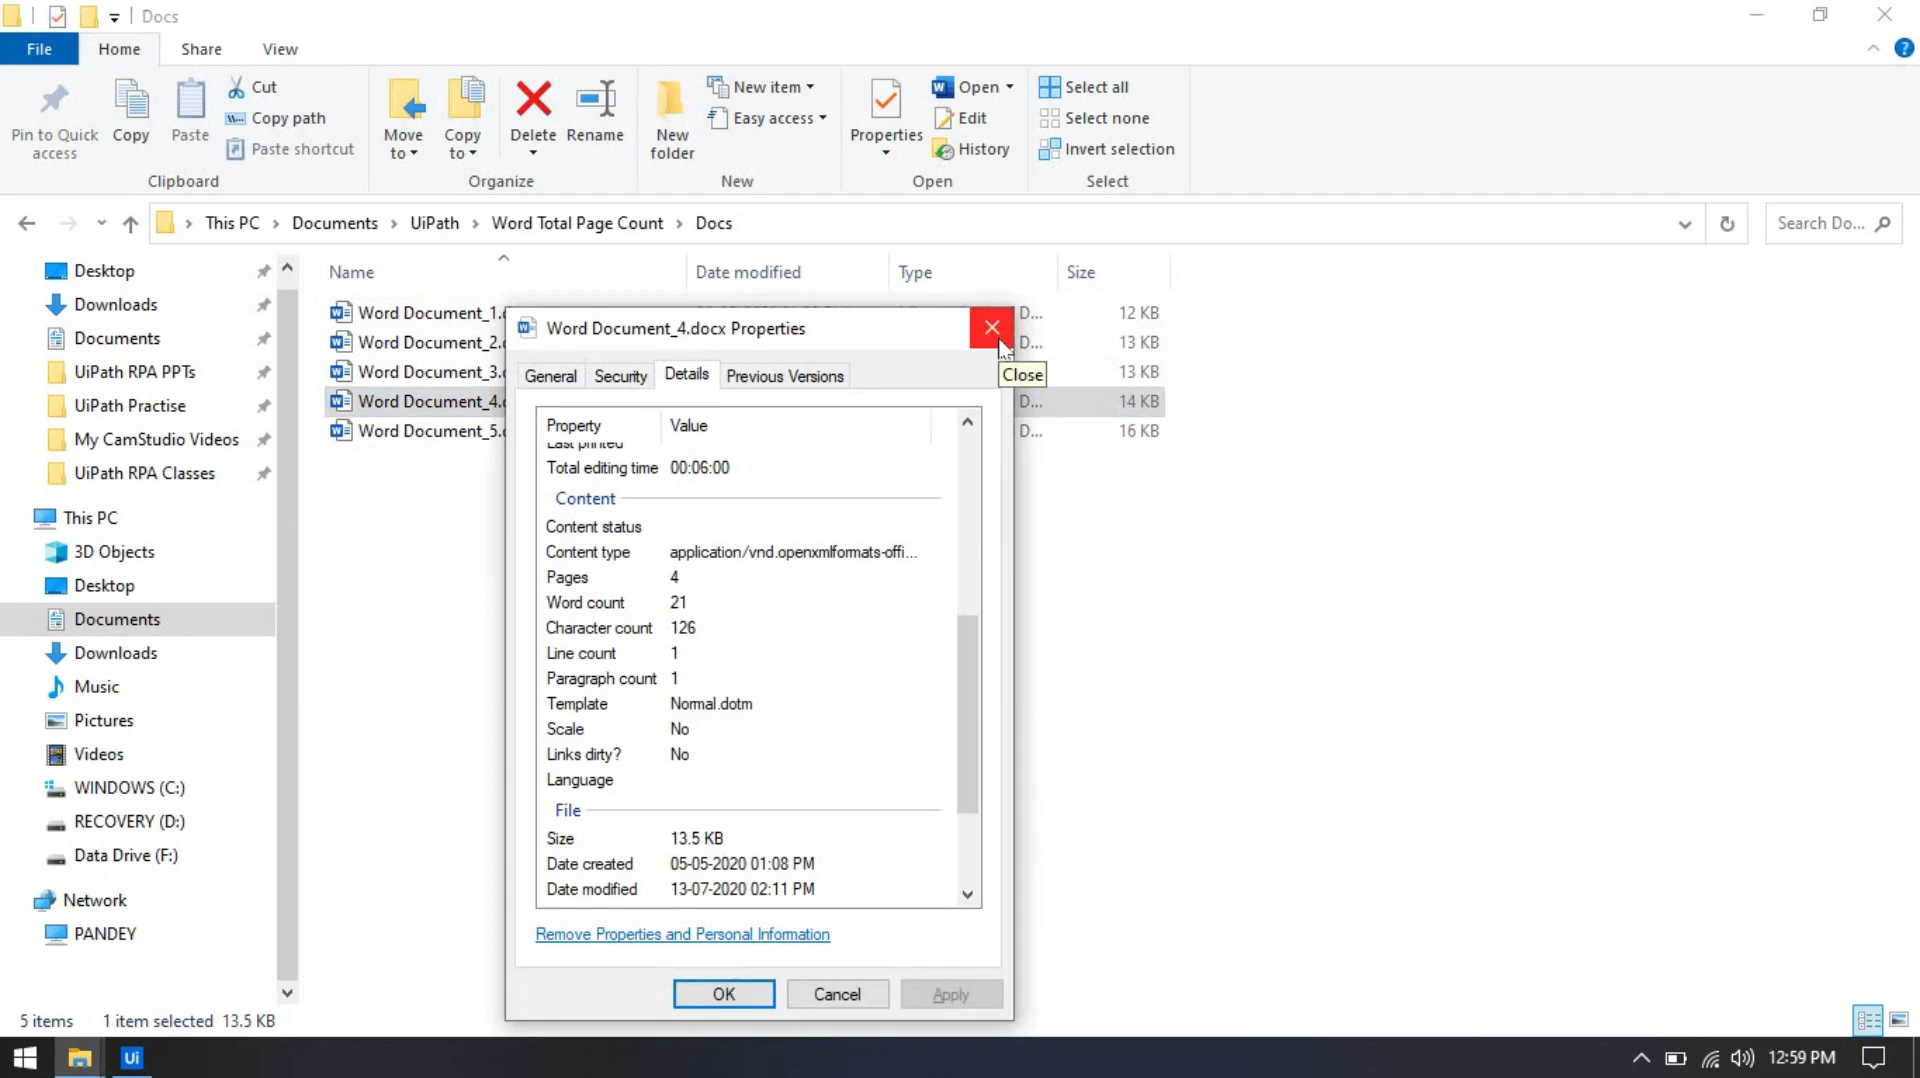 Docs
File
Home
Share
View
Pin to Quick access
Copy
Paste
Cut
Copy path
Paste shortcut
Clipboard
Move to
Copy to
Delete
Rename
Organize
New folder
New item
Easy access
New
Properties
Open
Edit
History
Open
Select all
Select none
Invert selection
Select
This PC > Documents > UiPath > Word Total Page Count > Docs
Search Do...
Desktop
Downloads
Documents
UiPath RPA PPTs
UiPath Practise
My CamStudio Videos
UiPath RPA Classes
This PC
3D Objects
Desktop
Documents
Downloads
Music
Pictures
Videos
WINDOWS (C:)
RECOVERY (D:)
Data Drive (F:)
Network
PANDEY
Name Date modified Type Size
Word Document_1. D... 12 KB
Word Document_2. D... 13 KB
Word Document_3. D... 13 KB
Word Document_4. D... 14 KB
Word Document_5. D... 16 KB
Word Document_4.docx Properties
Close
General Security Details Previous Versions
Property Value
Last printed
Total editing time 00:06:00
Content
Content status
Content type application/vnd.openxmlformats-offi...
Pages 4
Word count 21
Character count 126
Line count 1
Paragraph count 1
Template Normal.dotm
Scale No
Links dirty? No
Language
File
Size 13.5 KB
Date created 05-05-2020 01:08 PM
Date modified 13-07-2020 02:11 PM
Remove Properties and Personal Information
OK Cancel Apply
5 items 1 item selected 13.5 KB
Ui
12:59 PM